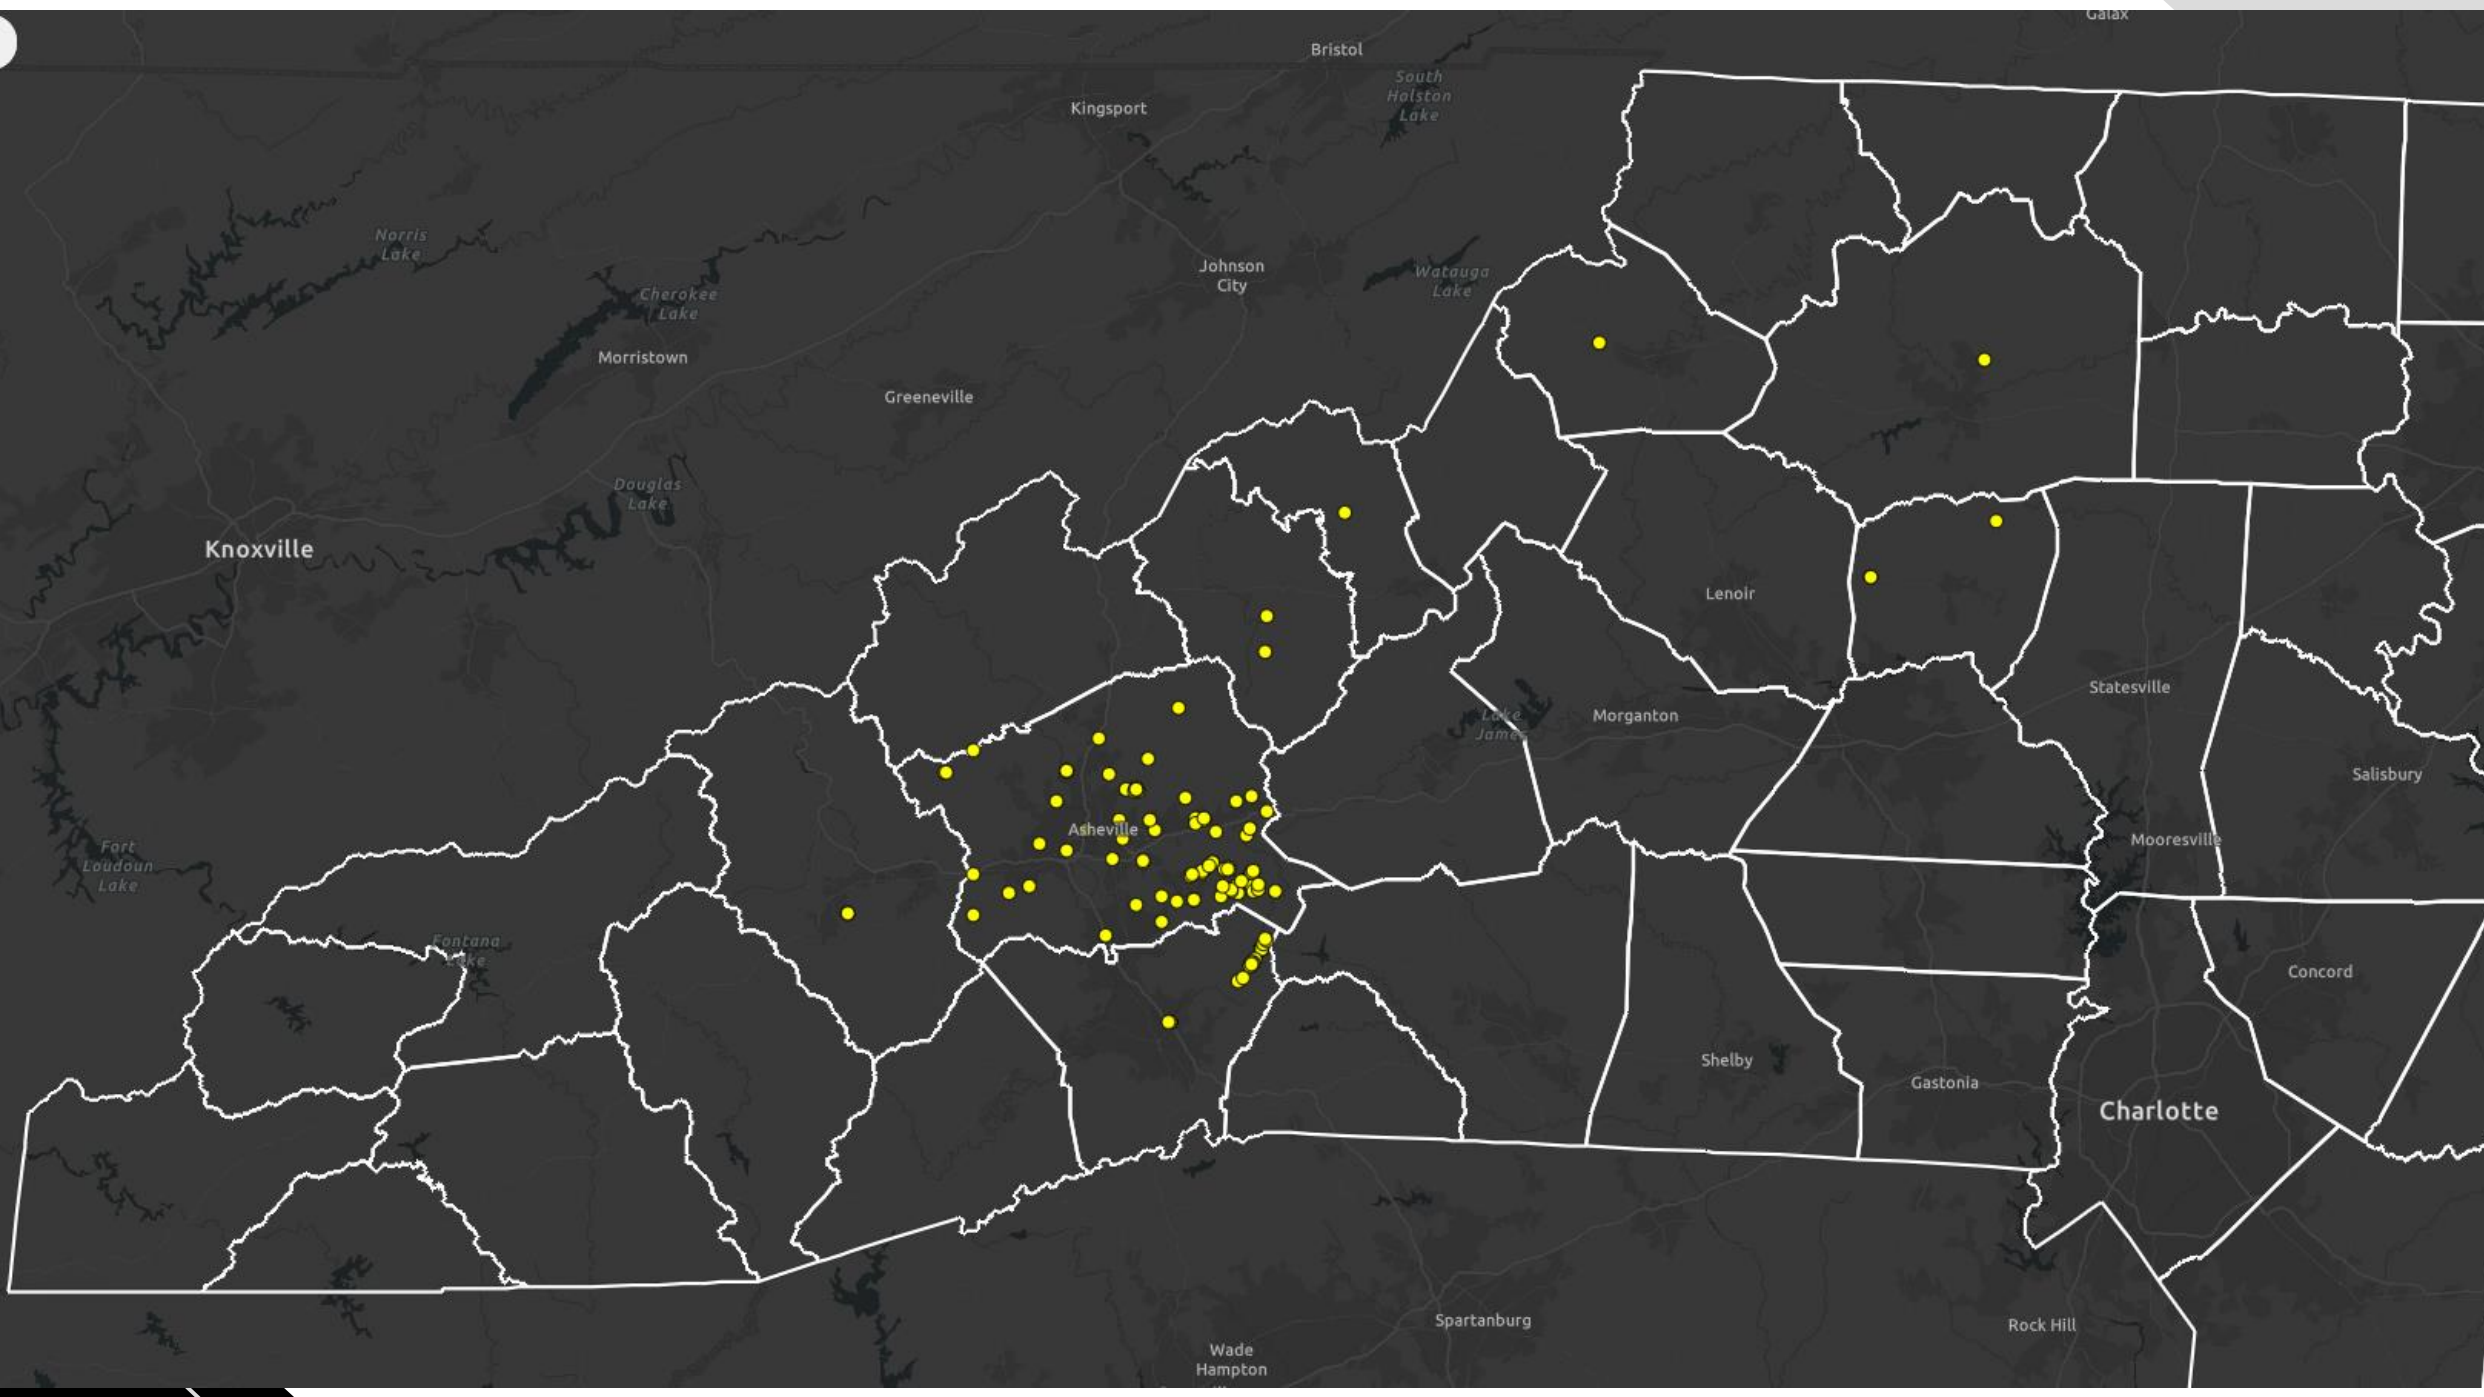 Galax
Bristol
South
Holston
Lake
Kingsport
Norris
Lake
Johnson
City
Watauga
Lake
Cherokee
Lake
Morristown
Greeneville
Douglas
Lake
Knoxville
Lenoir
Statesville
Lake
James
Morganton
Salisbury
Asheville
Mooresville
Fort
Loudoun
Lake
Fontana
Lake
Concord
Shelby
Gastonia
Charlotte
Spartanburg
Rock Hill
Wade
Hampton